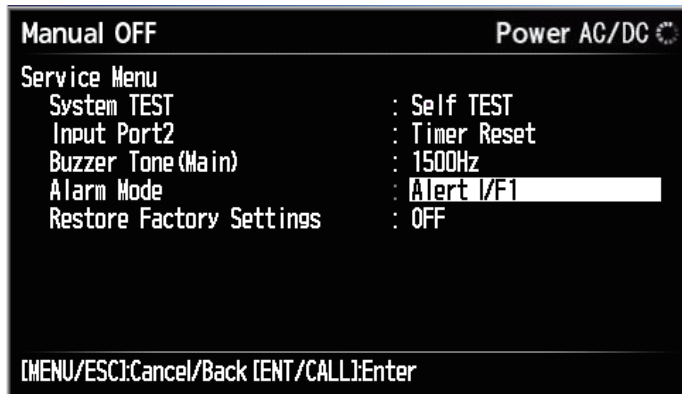 Manual OFF Power AC/DC
Service Menu
System TEST : Self TEST
Input Port2 : Timer Reset
Buzzer Tone(Main) : 1500Hz
Alarm Mode : Alert I/F1
Restore Factory Settings : OFF
[MENU/ESC]:Cancel/Back [ENT/CALL]:Enter